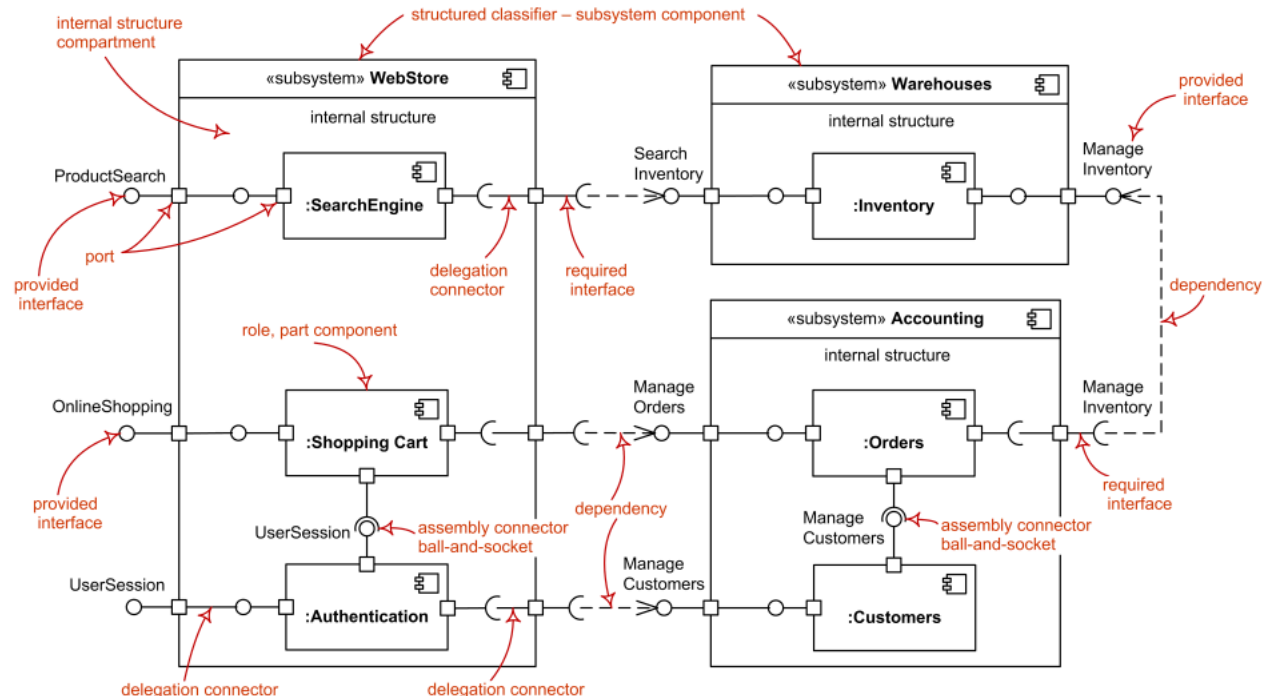 structured classifier – subsystem component
internal structure
compartment
«subsystem» WebStore
internal structure
«subsystem» Warehouses
internal structure
provided
interface
ProductSearch
:SearchEngine
Search
Inventory
:Inventory
Manage
Inventory
port
provided
interface
delegation
connector
required
interface
dependency
role, part component
«subsystem» Accounting
internal structure
OnlineShopping
:Shopping Cart
Manage
Orders
:Orders
Manage
Inventory
provided
interface
dependency
required
interface
UserSession
assembly connector
ball-and-socket
Manage
Customers
assembly connector
ball-and-socket
UserSession
:Authentication
Manage
Customers
:Customers
delegation connector
delegation connector